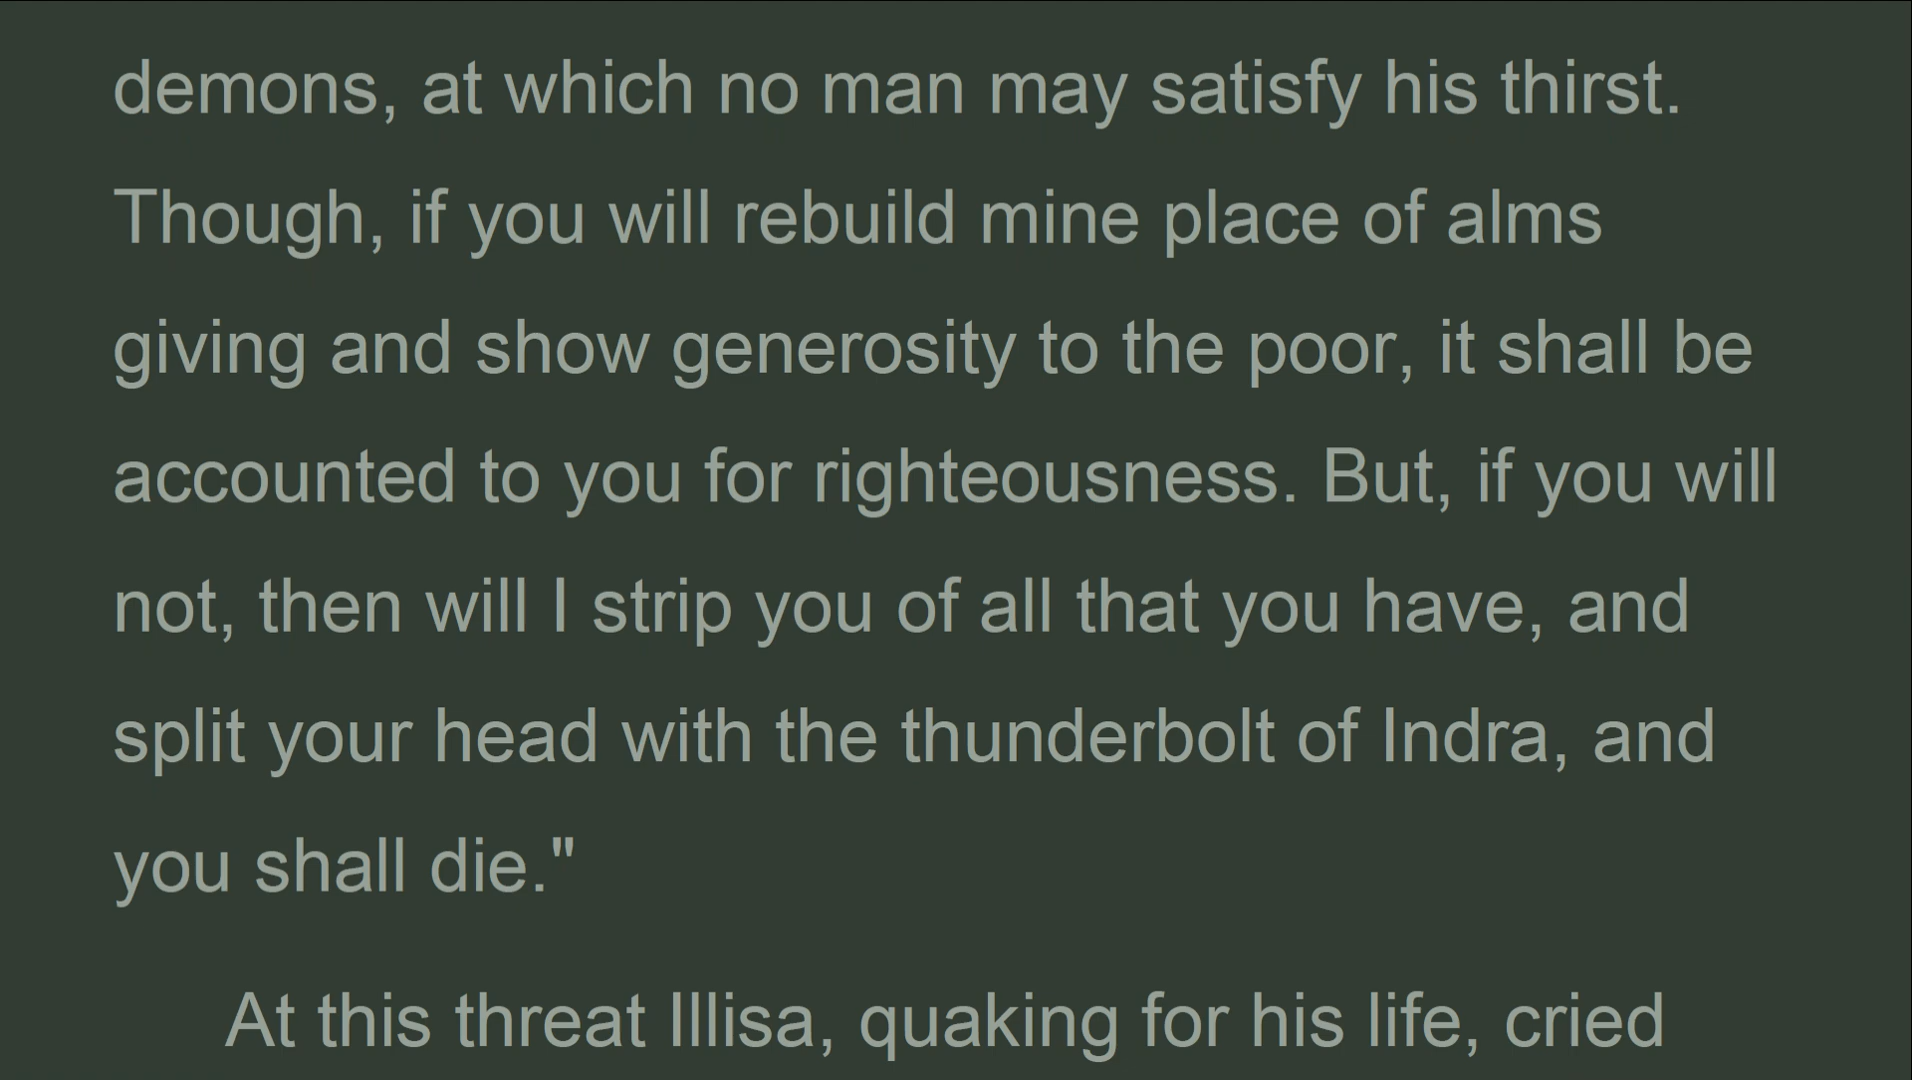 demons, at which no man may satisfy his thirst.
Though, if you will rebuild mine place of alms
giving and show generosity to the poor, it shall be
accounted to you for righteousness. But, if you will
not, then will I strip you of all that you have, and
split your head with the thunderbolt of Indra, and
you shall die."
At this threat Illisa, quaking for his life, cried